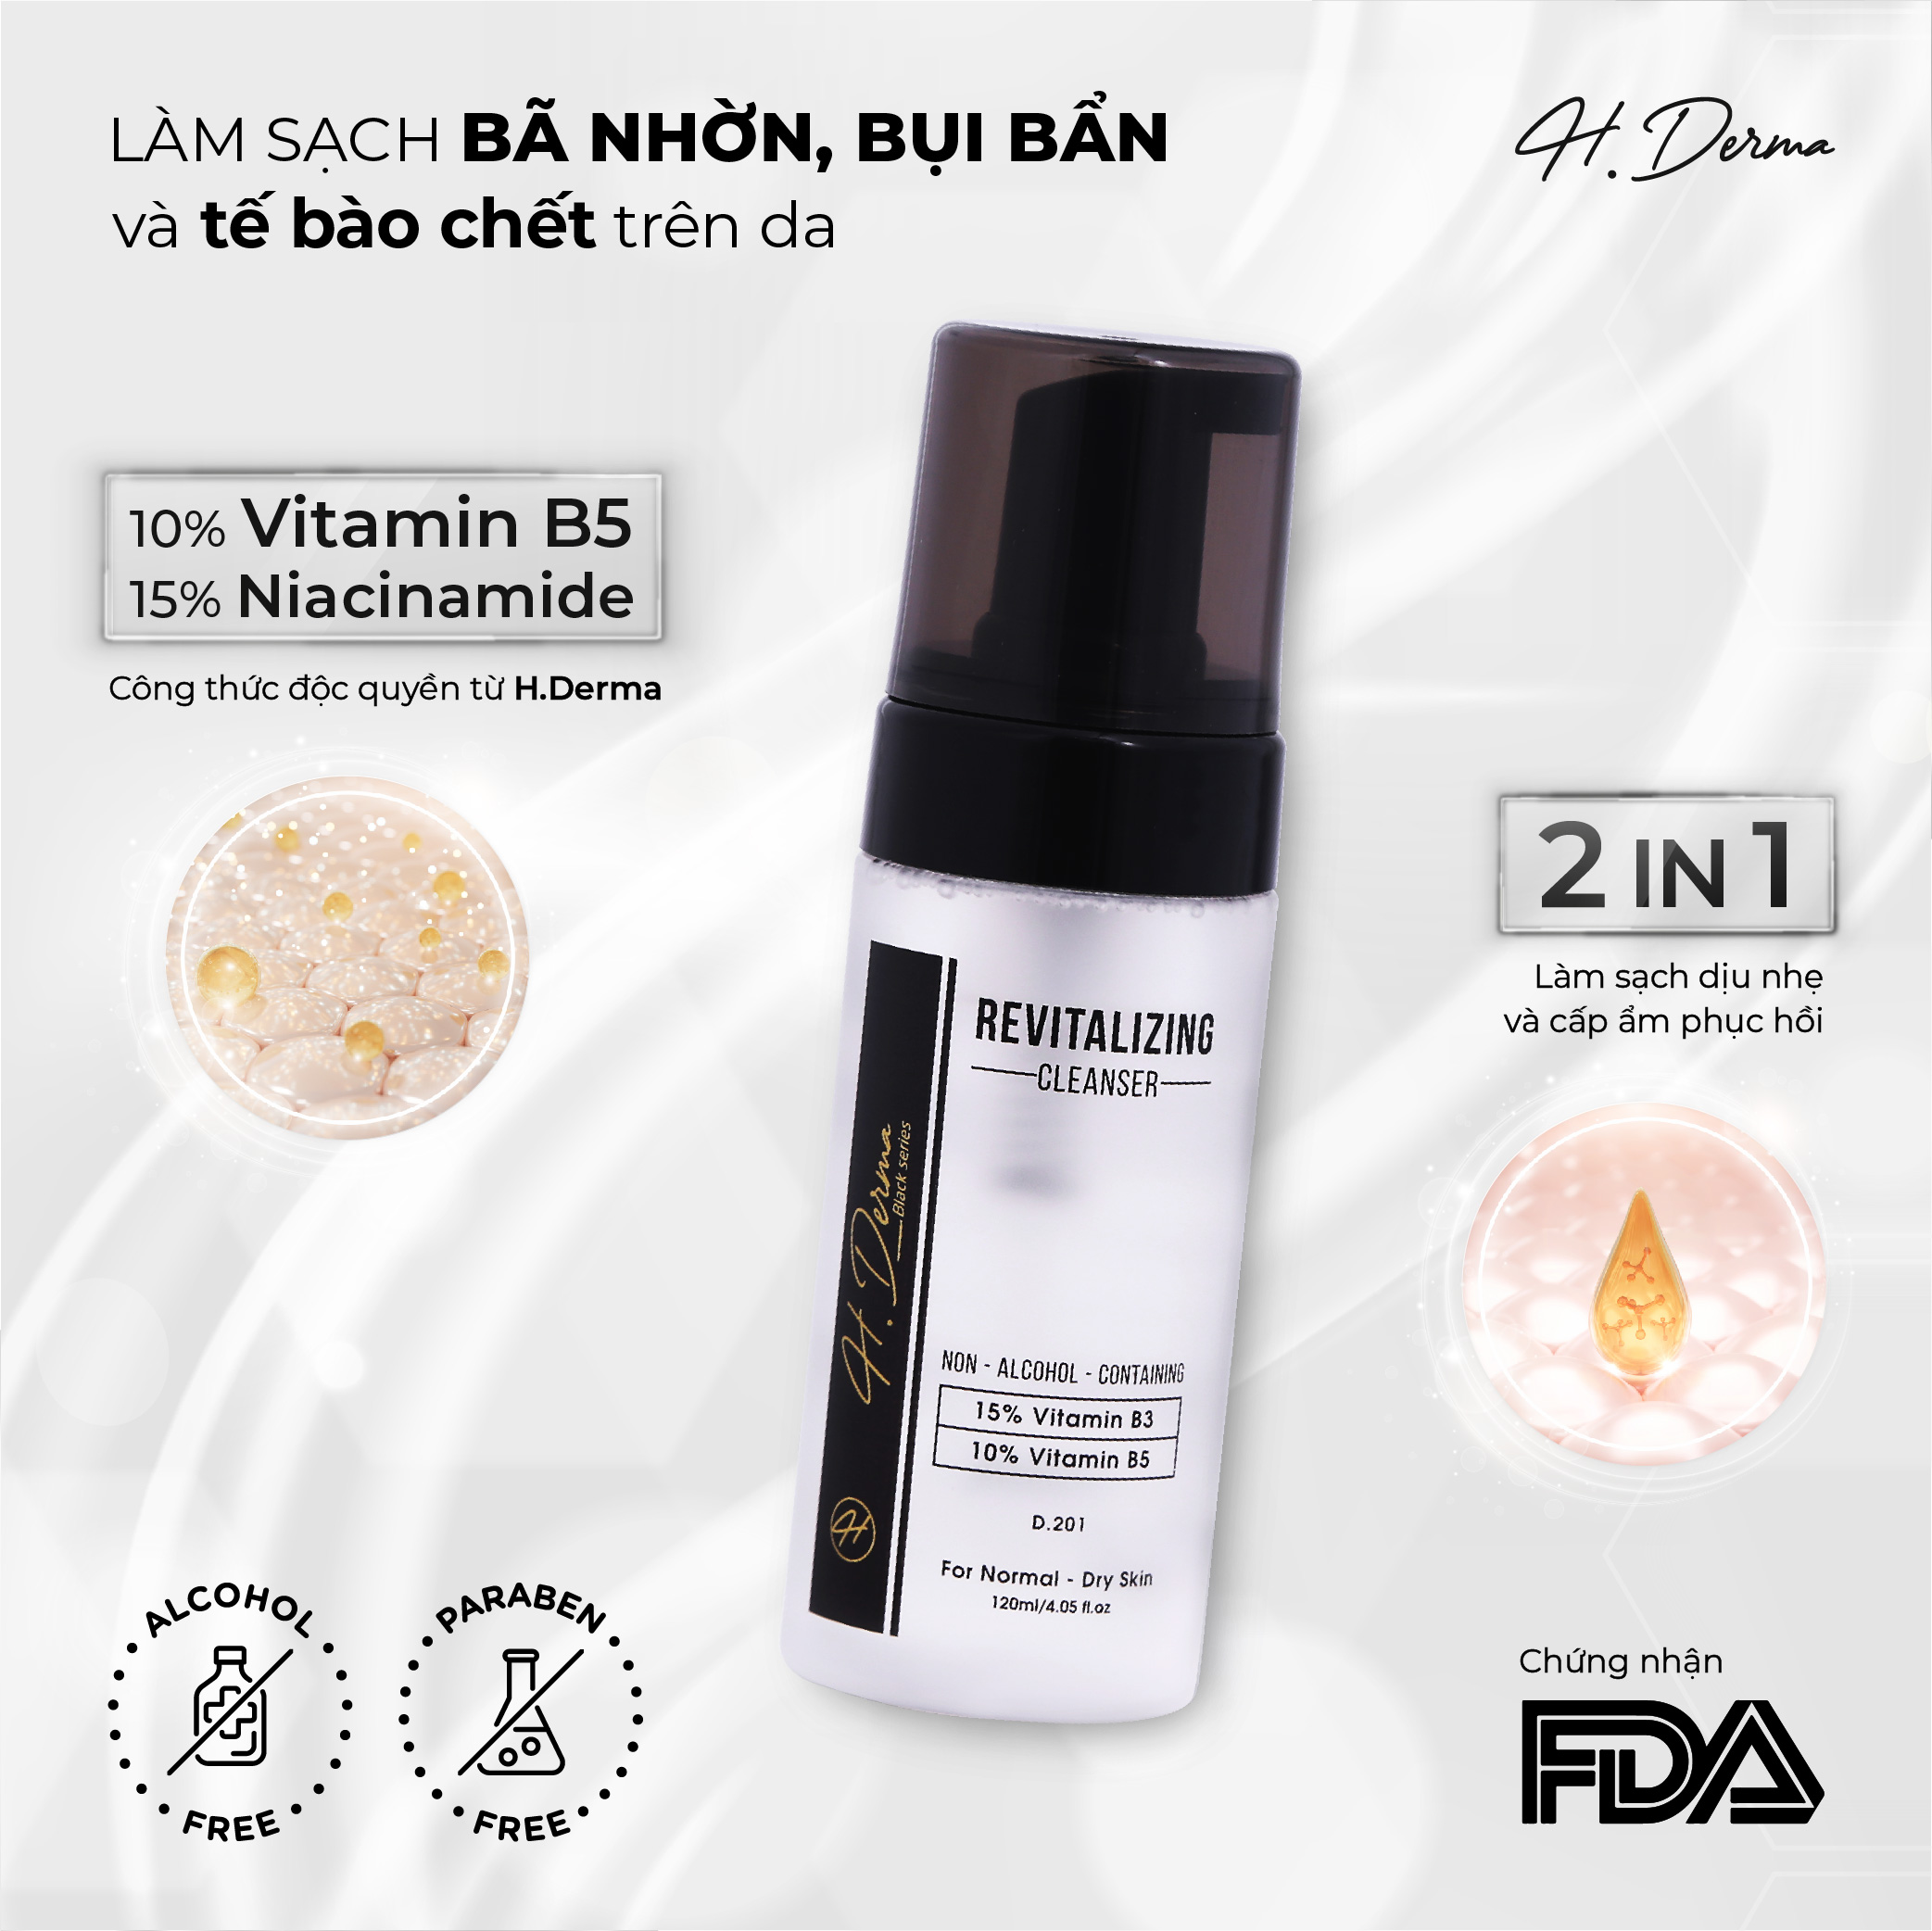 LÀM SẠCH BÃ NHỜN, BỤI BẨN
và tế bào chết trên da
H.Derma
10% Vitamin B5
15% Niacinamide
Công thức độc quyền từ H.Derma
2 IN 1
Làm sạch dịu nhẹ
và cấp ẩm phục hồi
REVITALIZING
CLEANSER
H.Derma
Black series
NON - ALCOHOL - CONTAINING
15% Vitamin B3
10% Vitamin B5
D.201
For Normal - Dry Skin
120ml/4.05 fl.oz
H
ALCOHOL
FREE
PARABEN
FREE
Chứng nhận
FDA